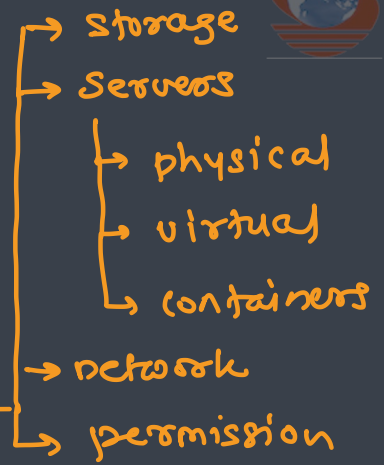 storage
servers
physical
virtual
containers
network
permission